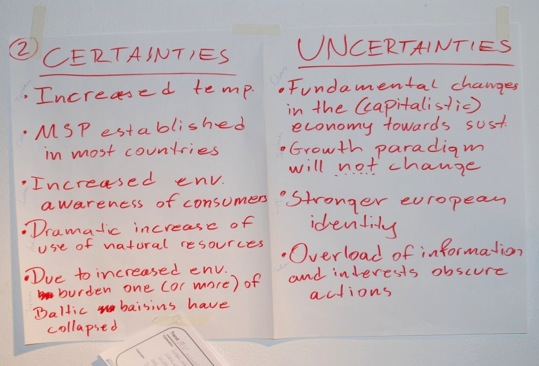 2 CERTAINTIES
• Increased temp.
• MSP established
in most countries
• Increased env.
awareness of consumers
• Dramatic increase of
use of natural resources
• Due to increased env.
burden one (or more) of
Baltic baisins have
collapsed
UNCERTAINTIES
• Fundamental changes
in the (capitalistic)
economy towards sust.
• Growth paradigm
will not change
• Stronger european
identity
• Overload of information
and interests obscure
actions